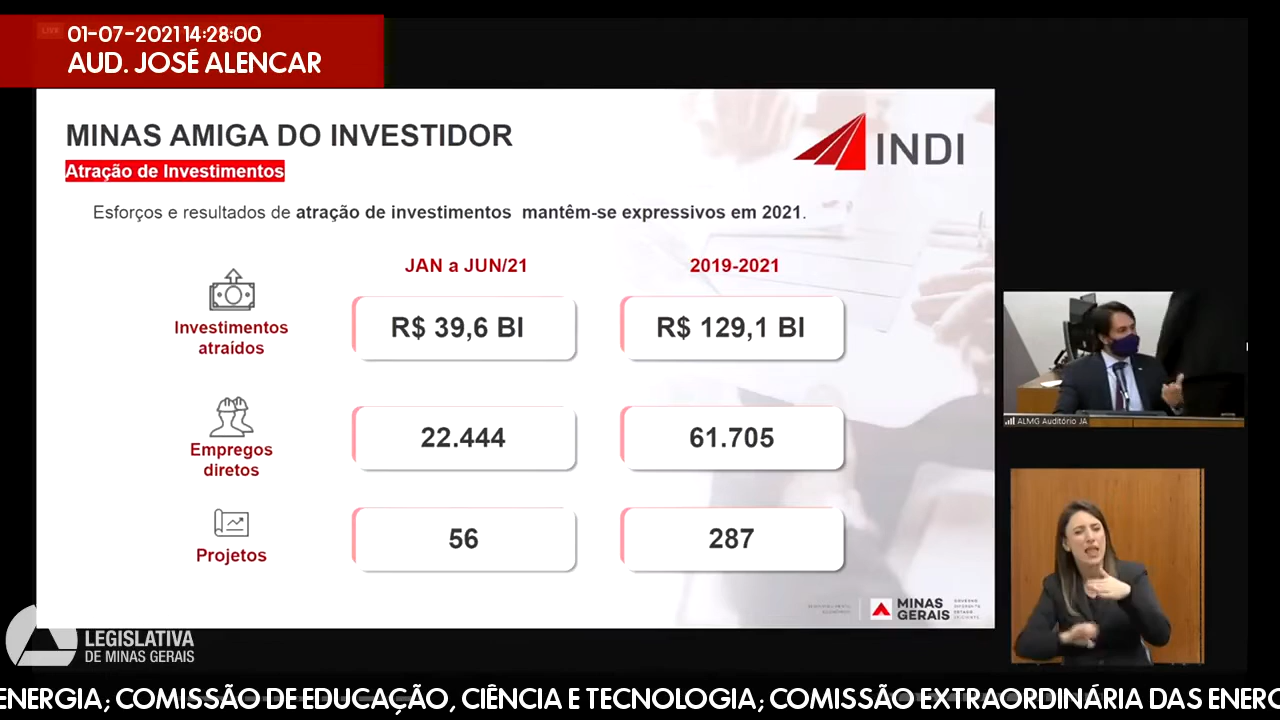 01-07-2021 14:28:00
AUD. JOSÉ ALENCAR
MINAS AMIGA DO INVESTIDOR
INDI
Atração de Investimentos
Esforços e resultados de atração de investimentos mantêm-se expressivos em 2021.
JAN a JUN/21
2019-2021
Investimentos
atraídos
R$ 39,6 BI
R$ 129,1 BI
Empregos
diretos
22.444
61.705
Projetos
56
287
MINAS
GERAIS
ALMG Auditório JA
LEGISLATIVA
DE MINAS GERAIS
ENERGIA; COMISSÃO DE EDUCAÇÃO, CIÊNCIA E TECNOLOGIA; COMISSÃO EXTRAORDINÁRIA DAS ENERG